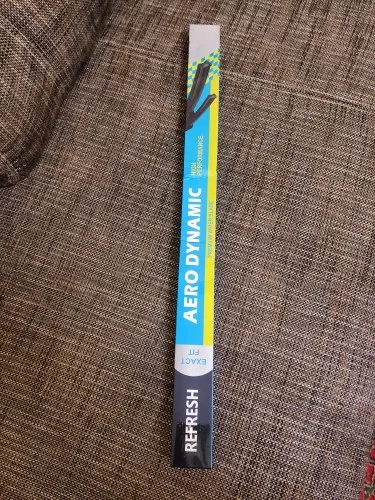 REFRESH
EXACT
FIT
AERO DYNAMIC
HIGH
PERFORMANCE